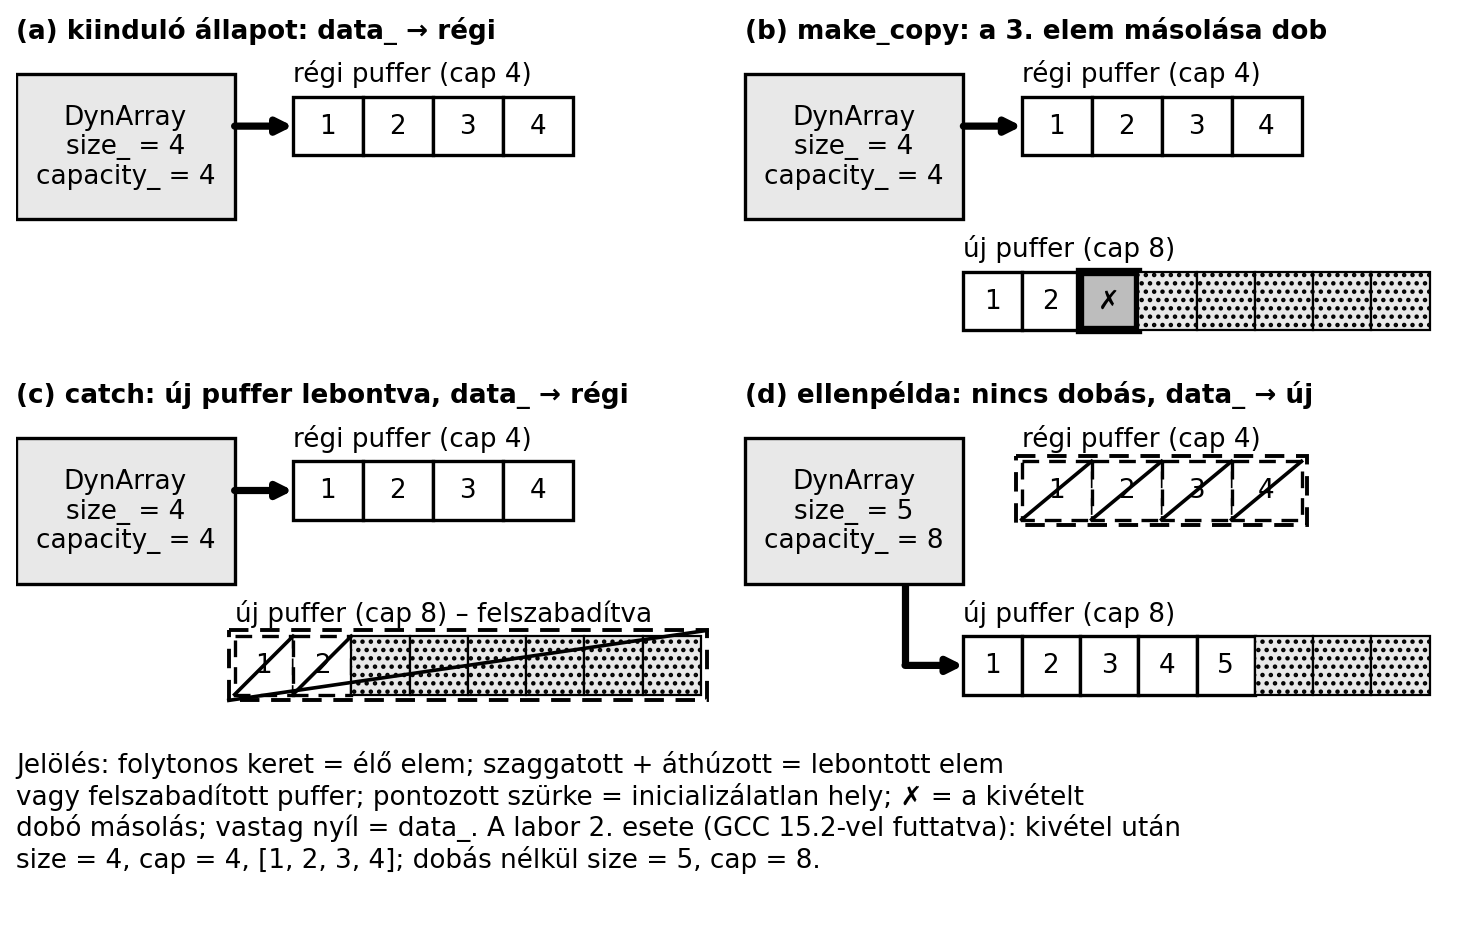 (a) kiinduló állapot: data_ → régi
régi puffer (cap 4)
DynArray
size_ = 4
capacity_ = 4
1 2 3 4
(b) make_copy: a 3. elem másolása dob
régi puffer (cap 4)
DynArray
size_ = 4
capacity_ = 4
1 2 3 4
új puffer (cap 8)
1 2 ✗
(c) catch: új puffer lebontva, data_ → régi
régi puffer (cap 4)
DynArray
size_ = 4
capacity_ = 4
1 2 3 4
új puffer (cap 8) – felszabadítva
1 2
(d) ellenpélda: nincs dobás, data_ → új
régi puffer (cap 4)
DynArray
size_ = 5
capacity_ = 8
1 2 3 4
új puffer (cap 8)
1 2 3 4 5
Jelölés: folytonos keret = élő elem; szaggatott + áthúzott = lebontott elem
vagy felszabadított puffer; pontozott szürke = inicializálatlan hely; ✗ = a kivételt
dobó másolás; vastag nyíl = data_. A labor 2. esete (GCC 15.2-vel futtatva): kivétel után
size = 4, cap = 4, [1, 2, 3, 4]; dobás nélkül size = 5, cap = 8.